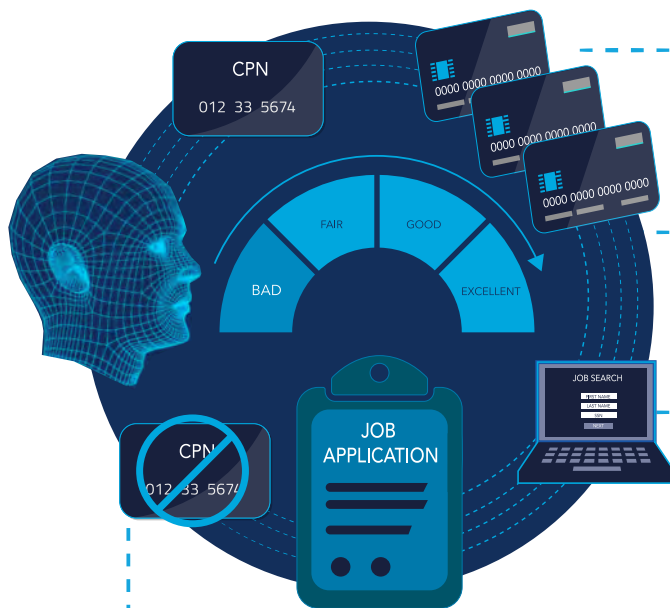 CPN
012 33 5674
0000 0000 0000 0000
0000 0000 0000 0000
0000 0000 0000 0000
BAD
FAIR
GOOD
EXCELLENT
JOB SEARCH
FIRST NAME
LAST NAME
SSN
NEXT
JOB
APPLICATION
CPN
012 33 5674